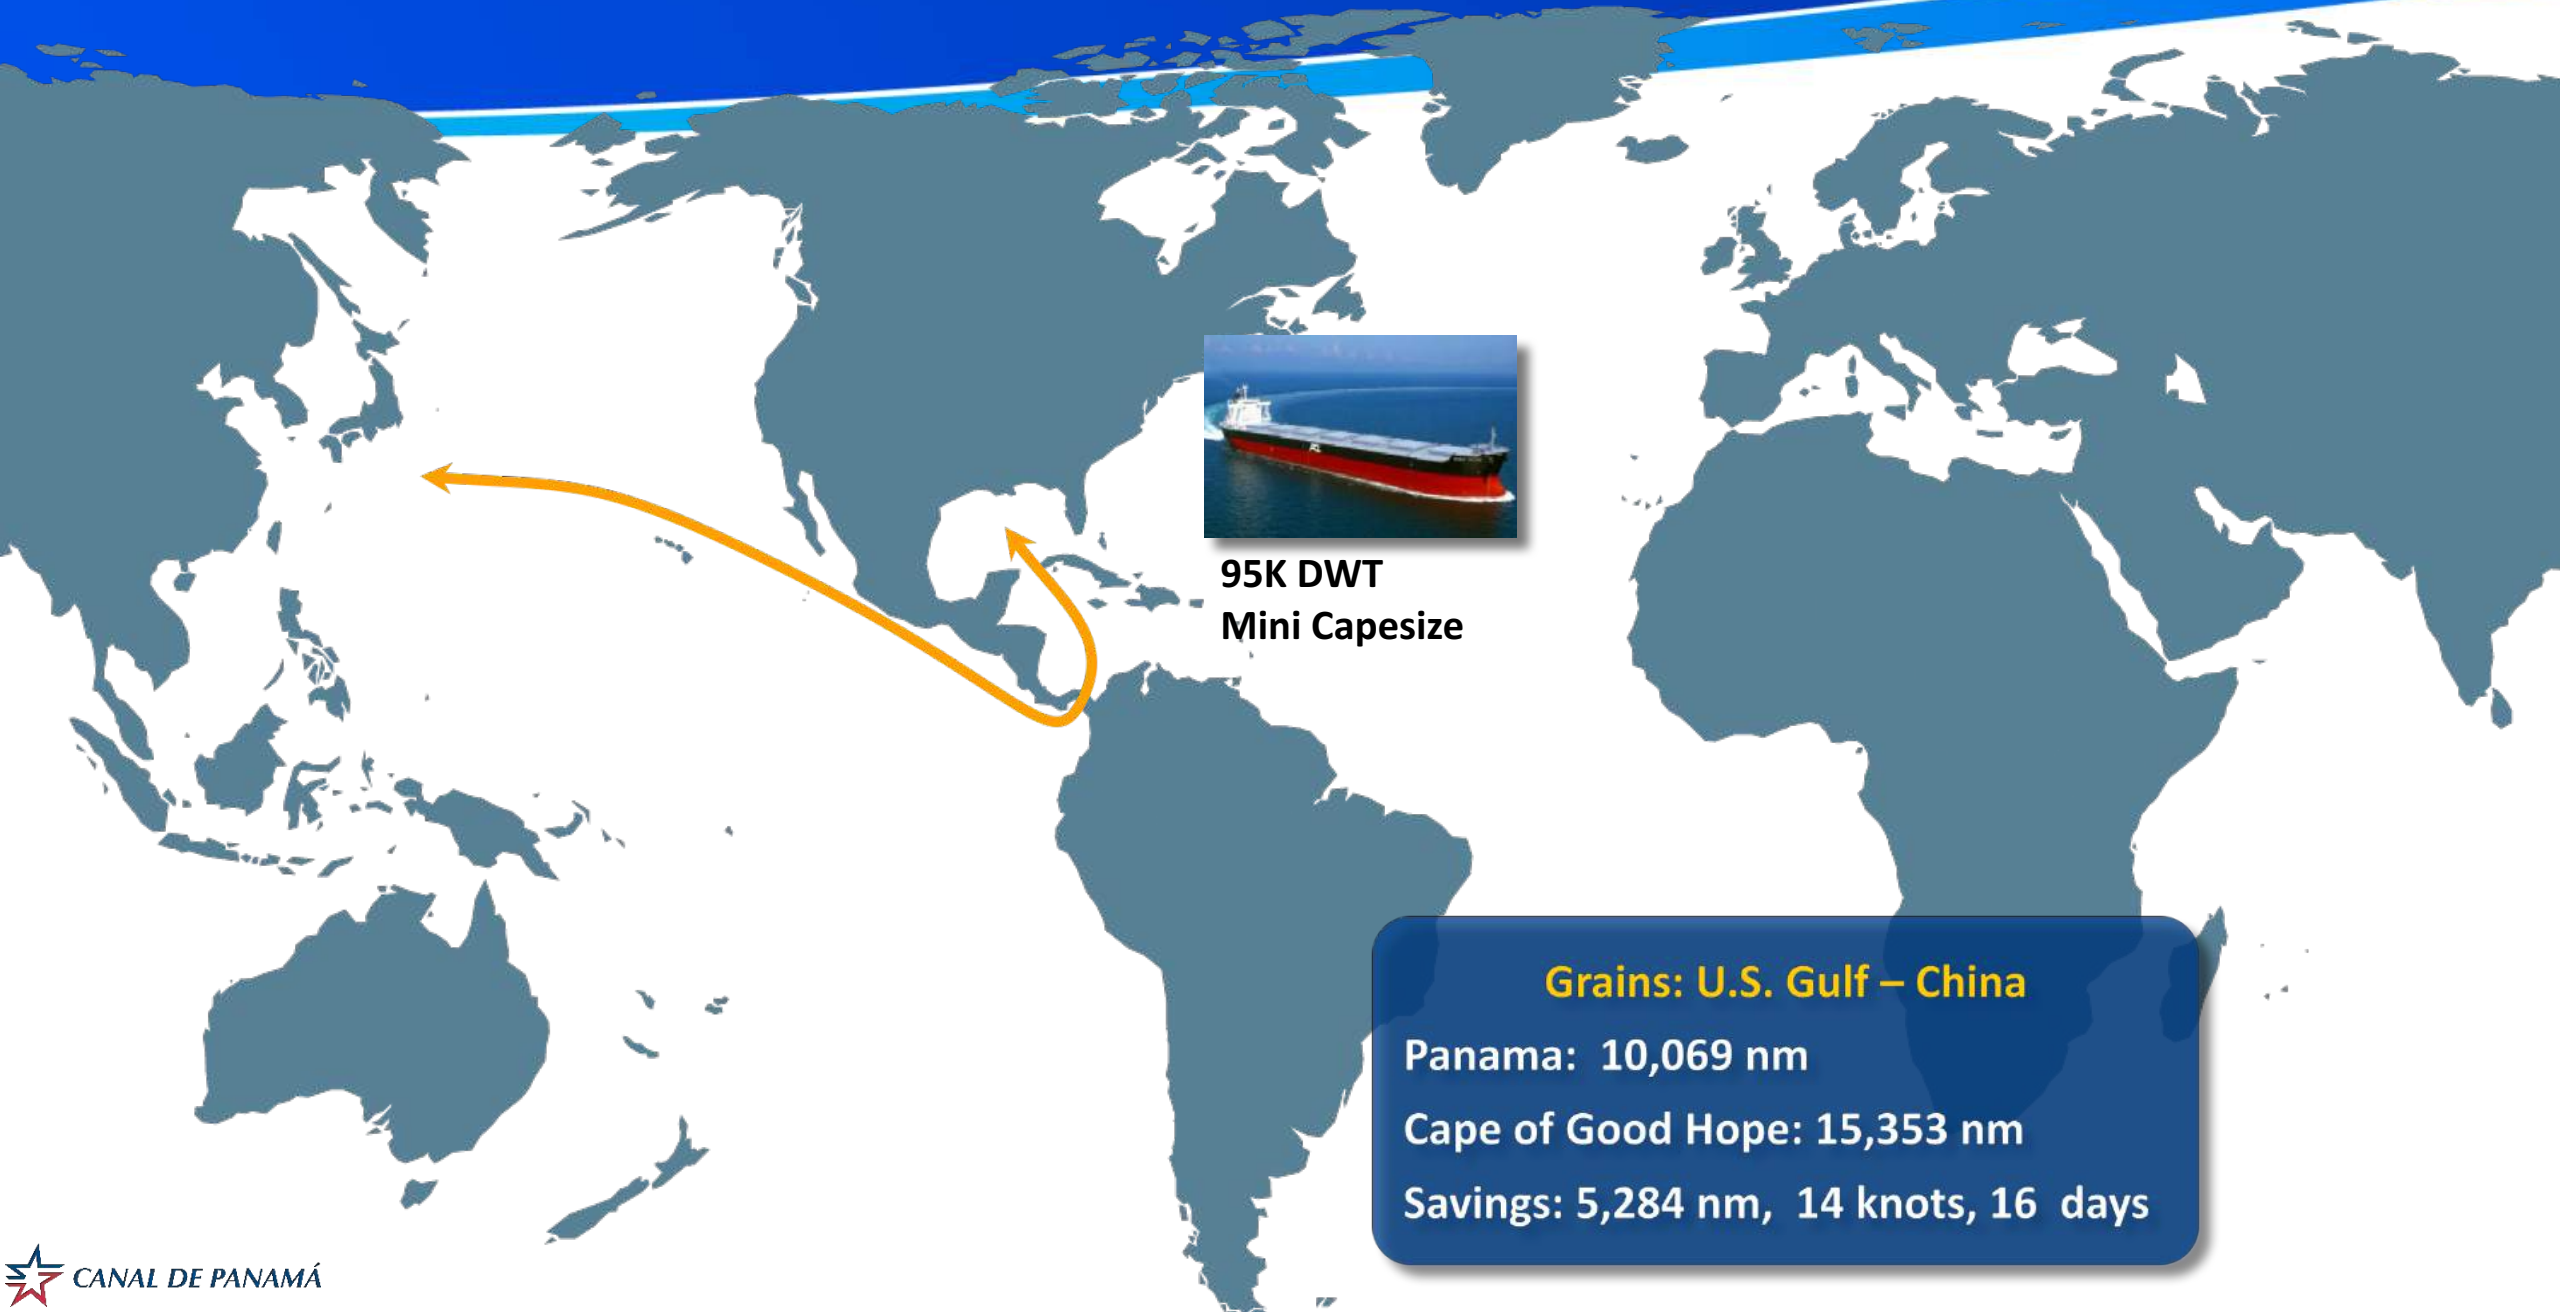 95K DWT
Mini Capesize
Grains: U.S. Gulf – China
Panama: 10,069 nm
Cape of Good Hope: 15,353 nm
Savings: 5,284 nm, 14 knots, 16 days
CANAL DE PANAMÁ